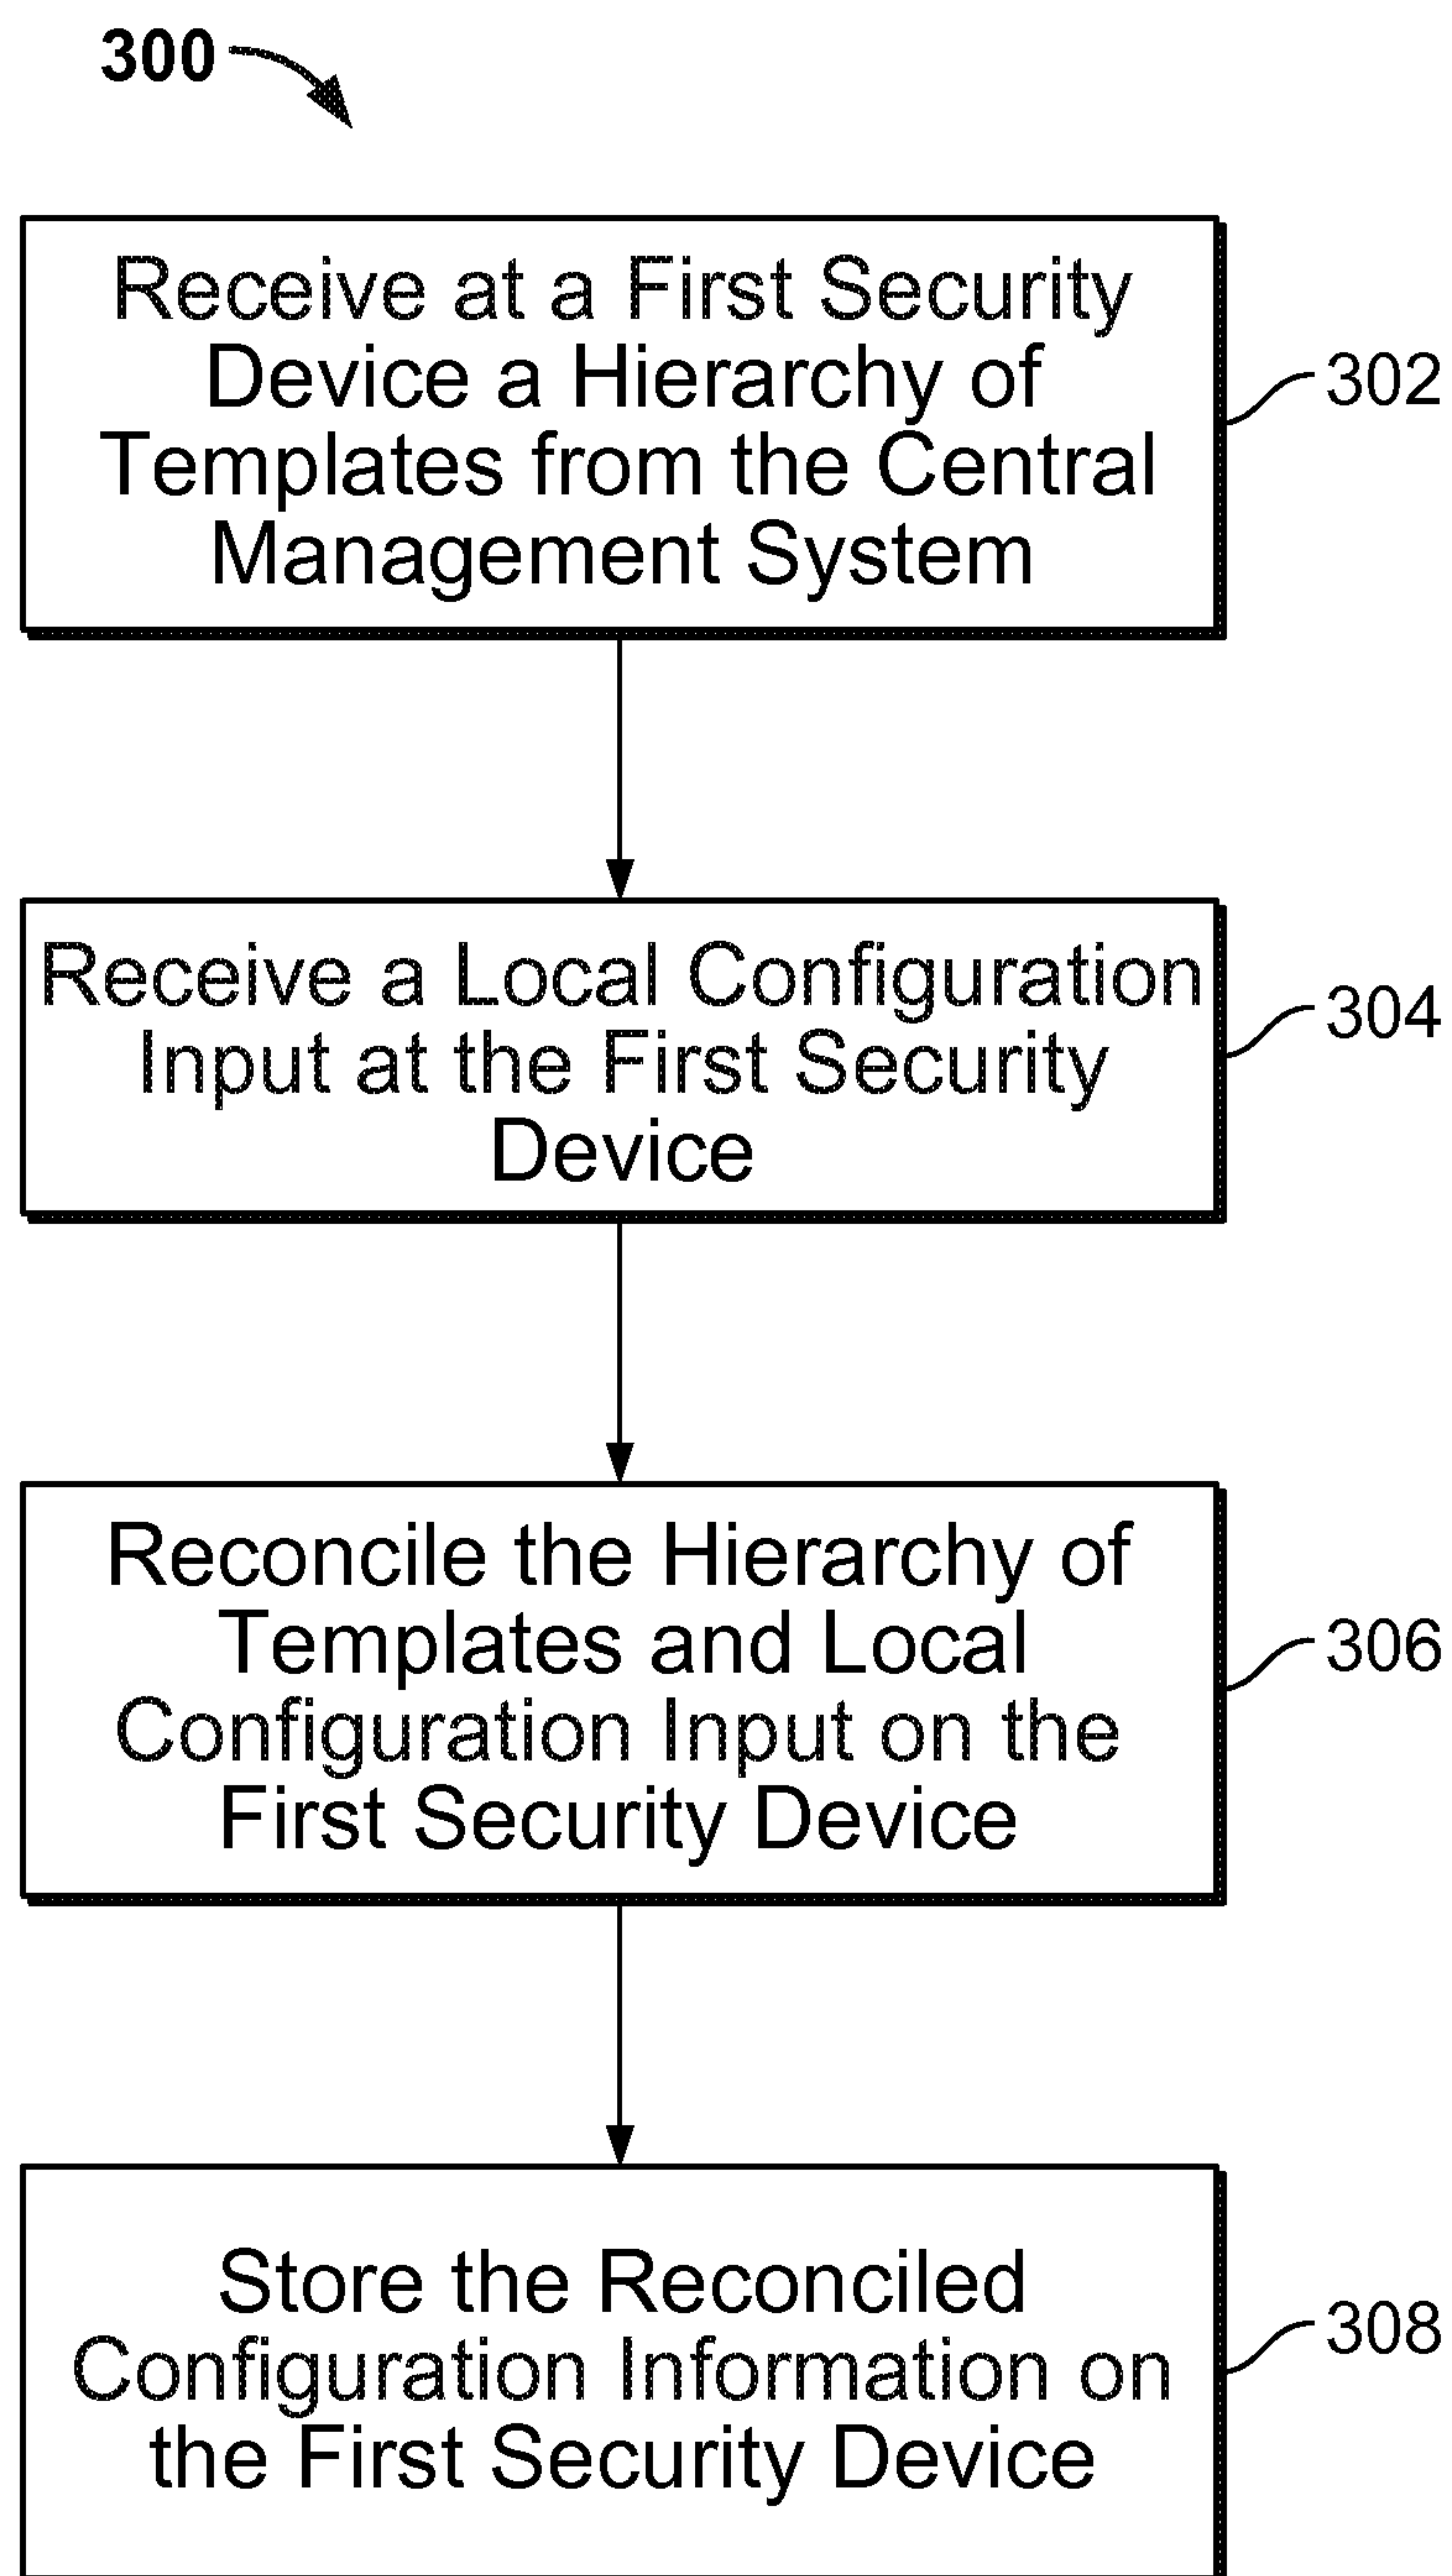 300
Receive at a First Security
Device a Hierarchy of
Templates from the Central
Management System
302
Receive a Local Configuration
Input at the First Security
Device
304
Reconcile the Hierarchy of
Templates and Local
Configuration Input on the
First Security Device
306
Store the Reconciled
Configuration Information on
the First Security Device
308